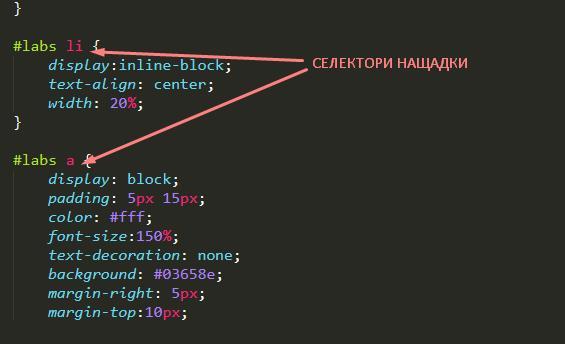 }
#labs li {
display:inline-block;
СЕЛЕКТОРИ НАЩАДКИ
text-align: center;
width: 20%;
}
#labs a {
display: block;
padding: 5px 15px;
color: #fff;
font-size:150%;
text-decoration: none;
background: #03658e;
margin-right: 5px;
margin-top:10px;